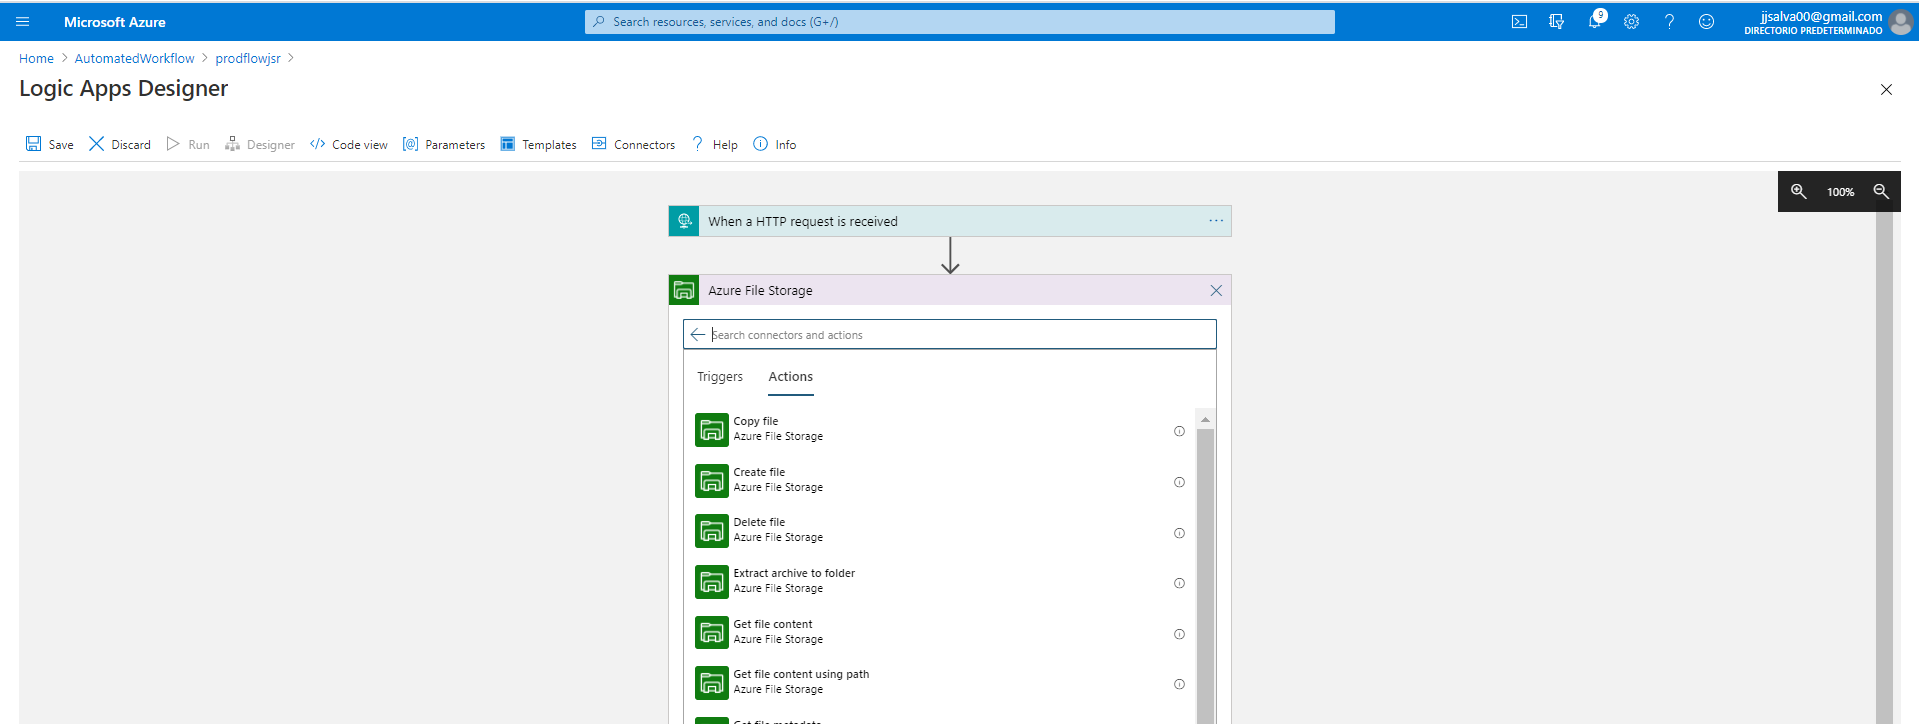 Microsoft Azure
Search resources, services, and docs (G+/)
9
jjsalva00@gmail.com
DIRECTORIO PREDETERMINADO
Home > AutomatedWorkflow > prodflowjsr >
Logic Apps Designer
Save Discard Run Designer Code view Parameters Templates Connectors Help Info
100%
When a HTTP request is received
Azure File Storage
Search connectors and actions
Triggers Actions
Copy file
Azure File Storage
Create file
Azure File Storage
Delete file
Azure File Storage
Extract archive to folder
Azure File Storage
Get file content
Azure File Storage
Get file content using path
Azure File Storage
Get file metadata